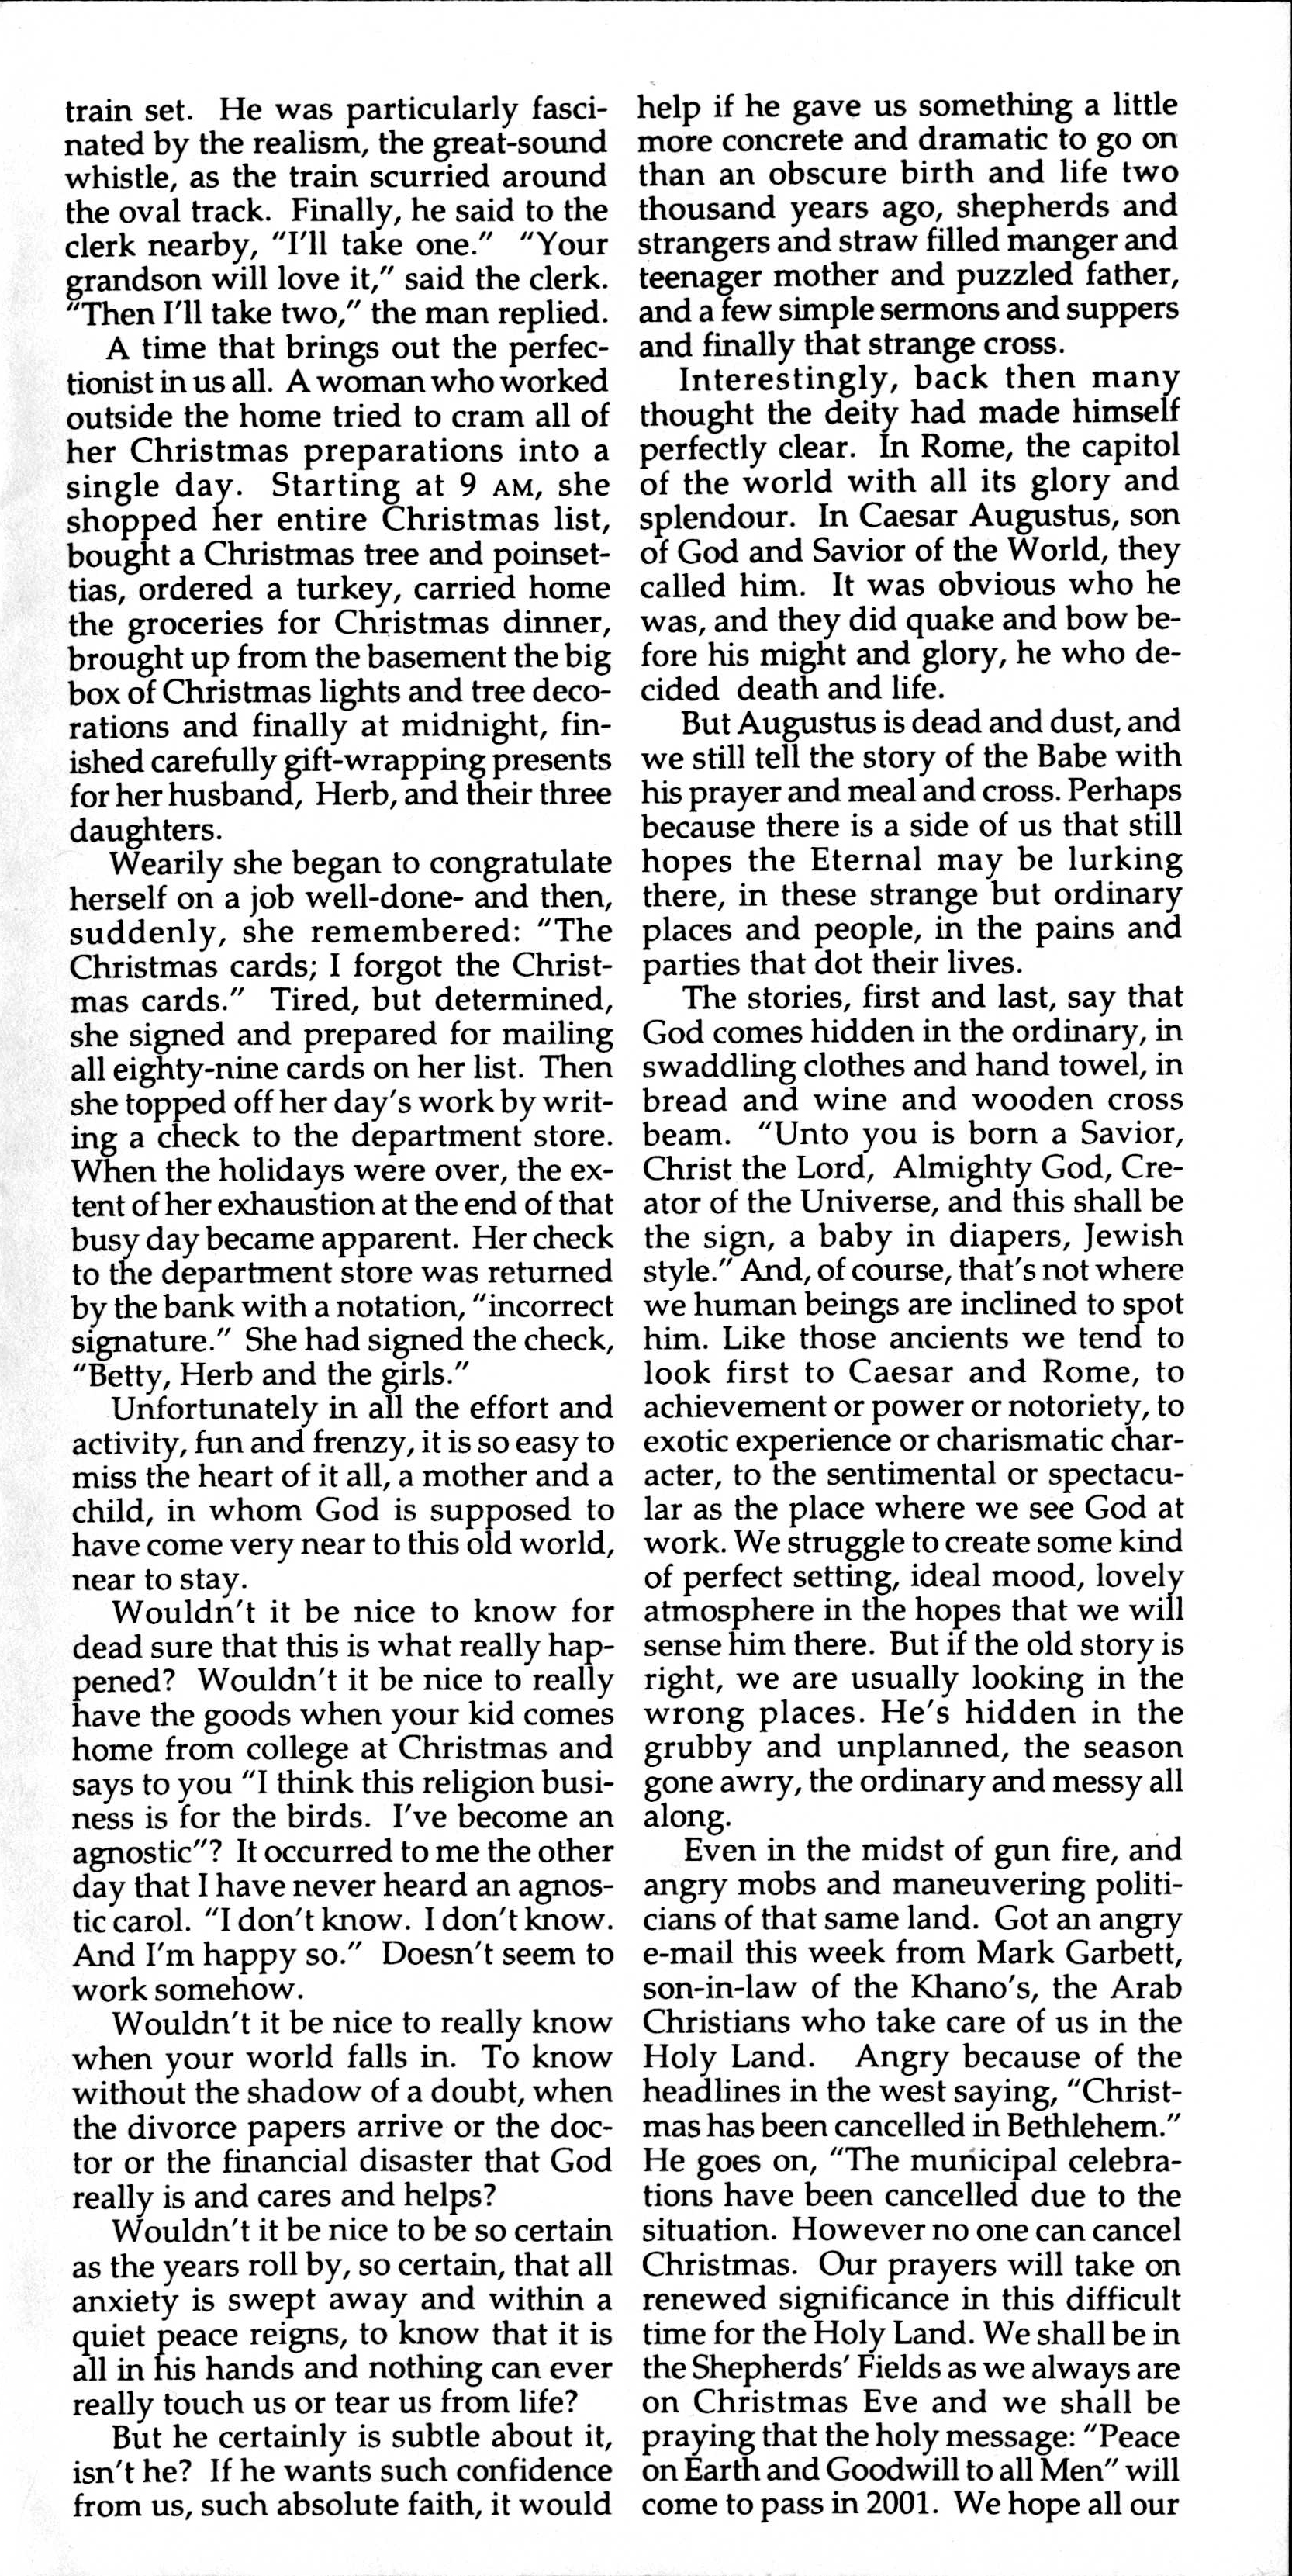 train set. He was particularly fasci-
nated by the realism, the great-sound
whistle, as the train scurried around
the oval track. Finally, he said to the
clerk nearby, "I'll take one." "Your
grandson will love it," said the clerk.
"Then I'll take two," the man replied.
A time that brings out the perfec-
tionist in us all. A woman who worked
outside the home tried to cram all of
her Christmas preparations into a
single day. Starting at 9 AM, she
shopped her entire Christmas list,
bought a Christmas tree and poinset-
tias, ordered a turkey, carried home
the groceries for Christmas dinner,
brought up from the basement the big
box of Christmas lights and tree deco-
rations and finally at midnight, fin-
ished carefully gift-wrapping presents
for her husband, Herb, and their three
daughters.
Wearily she began to congratulate
herself on a job well-done- and then,
suddenly, she remembered: "The
Christmas cards; I forgot the Christ-
mas cards." Tired, but determined,
she signed and prepared for mailing
all eighty-nine cards on her list. Then
she topped off her day's work by writ-
ing a check to the department store.
When the holidays were over, the ex-
tent of her exhaustion at the end of that
busy day became apparent. Her check
to the department store was returned
by the bank with a notation, "incorrect
signature." She had signed the check,
"Betty, Herb and the girls."
Unfortunately in all the effort and
activity, fun and frenzy, it is so easy to
miss the heart of it all, a mother and a
child, in whom God is supposed to
have come very near to this old world,
near to stay.
Wouldn't it be nice to know for
dead sure that this is what really hap-
pened? Wouldn't it be nice to really
have the goods when your kid comes
home from college at Christmas and
says to you "I think this religion busi-
ness is for the birds. I've become an
agnostic"? It occurred to me the other
day that I have never heard an agnos-
tic carol. "I don't know. I don't know.
And I'm happy so." Doesn't seem to
work somehow.
Wouldn't it be nice to really know
when your world falls in. To know
without the shadow of a doubt, when
the divorce papers arrive or the doc-
tor or the financial disaster that God
really is and cares and helps?
Wouldn't it be nice to be so certain
as the years roll by, so certain, that all
anxiety is swept away and within a
quiet peace reigns, to know that it is
all in his hands and nothing can ever
really touch us or tear us from life?
But he certainly is subtle about it,
isn't he? If he wants such confidence
from us, such absolute faith, it would
help if he gave us something a little
more concrete and dramatic to go on
than an obscure birth and life two
thousand years ago, shepherds and
strangers and straw filled manger and
teenager mother and puzzled father,
and a few simple sermons and suppers
and finally that strange cross.
Interestingly, back then many
thought the deity had made himself
perfectly clear. In Rome, the capitol
of the world with all its glory and
splendour. In Caesar Augustus, son
of God and Savior of the World, they
called him. It was obvious who he
was, and they did quake and bow be-
fore his might and glory, he who de-
cided death and life.
But Augustus is dead and dust, and
we still tell the story of the Babe with
his prayer and meal and cross. Perhaps
because there is a side of us that still
hopes the Eternal may be lurking
there, in these strange but ordinary
places and people, in the pains and
parties that dot their lives.
The stories, first and last, say that
God comes hidden in the ordinary, in
swaddling clothes and hand towel, in
bread and wine and wooden cross
beam. "Unto you is born a Savior,
Christ the Lord, Almighty God, Cre-
ator of the Universe, and this shall be
the sign, a baby in diapers, Jewish
style." And, of course, that's not where
we human beings are inclined to spot
him. Like those ancients we tend to
look first to Caesar and Rome, to
achievement or power or notoriety, to
exotic experience or charismatic char-
acter, to the sentimental or spectacu-
lar as the place where we see God at
work. We struggle to create some kind
of perfect setting, ideal mood, lovely
atmosphere in the hopes that we will
sense him there. But if the old story is
right, we are usually looking in the
wrong places. He's hidden in the
grubby and unplanned, the season
gone awry, the ordinary and messy all
along.
Even in the midst of gun fire, and
angry mobs and maneuvering politi-
cians of that same land. Got an angry
e-mail this week from Mark Garbett,
son-in-law of the Khano's, the Arab
Christians who take care of us in the
Holy Land. Angry because of the
headlines in the west saying, "Christ-
mas has been cancelled in Bethlehem."
He goes on, "The municipal celebra-
tions have been cancelled due to the
situation. However no one can cancel
Christmas. Our prayers will take on
renewed significance in this difficult
time for the Holy Land. We shall be in
the Shepherds' Fields as we always are
on Christmas Eve and we shall be
praying that the holy message: "Peace
on Earth and Goodwill to all Men" will
come to pass in 2001. We hope all our